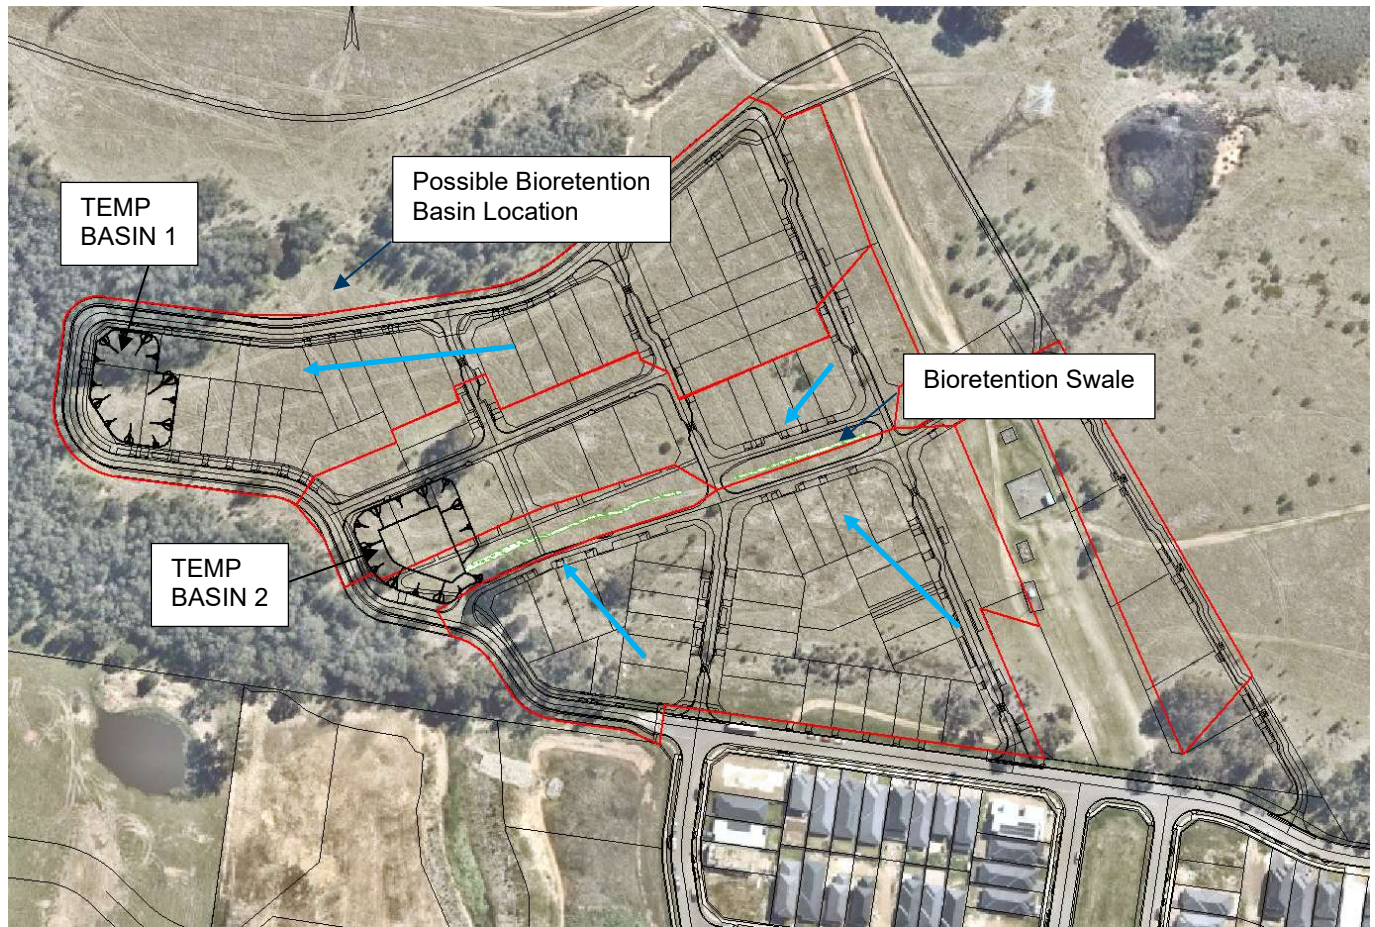 Possible Bioretention
Basin Location
TEMP
BASIN 1
Bioretention Swale
TEMP
BASIN 2